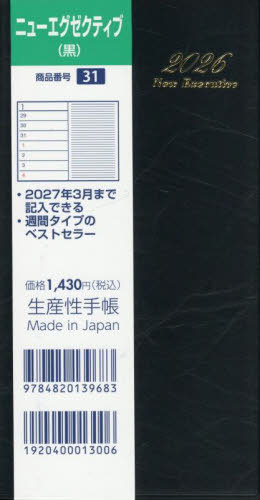 ニューエグゼクティブ
(黒)
商品番号 31
1
29
30
31
1
2
3
4
・2027年3月まで
記入できる
・週間タイプの
ベストセラー
価格1,430円(税込)
生産性手帳
Made in Japan
9784820139683
1920400013006
2026
New Executive